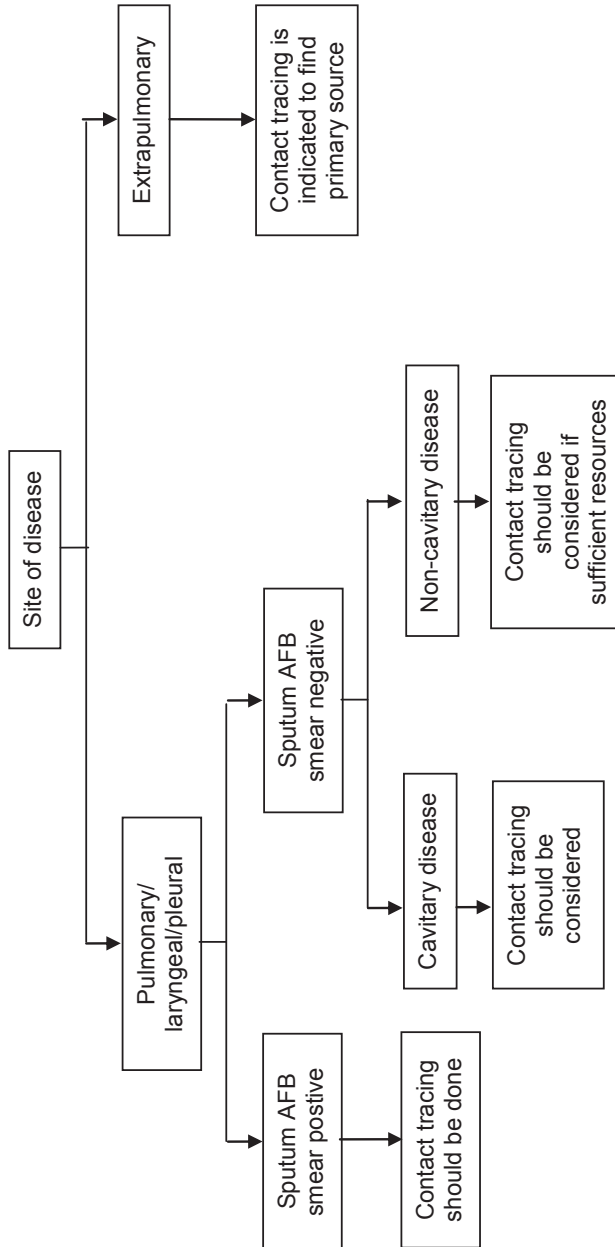 Site of disease
Pulmonary/
laryngeal/pleural
Extrapulmonary
Sputum AFB
smear postive
Sputum AFB
smear negative
Contact tracing is
indicated to find
primary source
Contact tracing
should be done
Cavitary disease
Non-cavitary disease
Contact tracing
should be
considered
Contact tracing
should be
considered if
sufficient resources